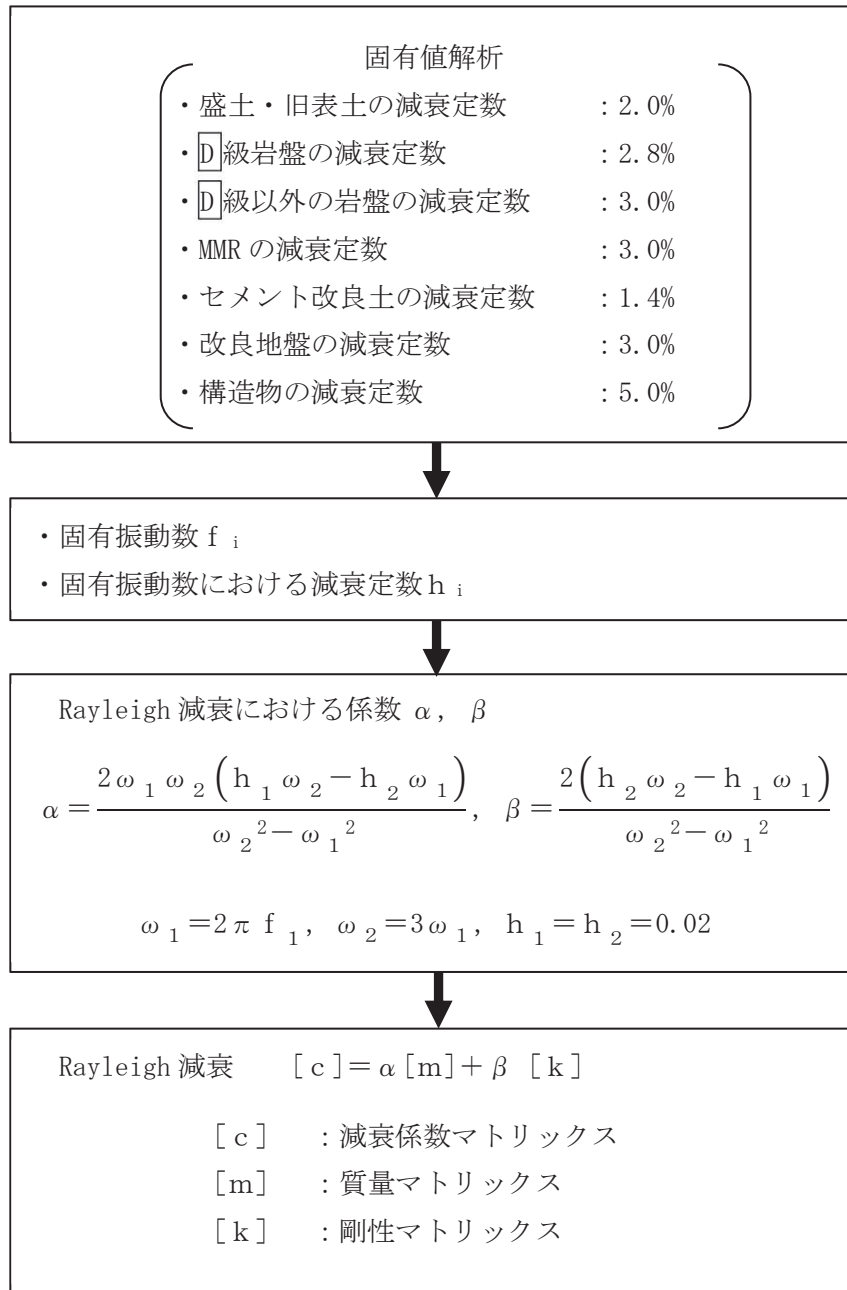 固有値解析
・盛土・旧表土の減衰定数 :2.0%
・D級岩盤の減衰定数 :2.8%
・D級以外の岩盤の減衰定数 :3.0%
・MMRの減衰定数 :3.0%
・セメント改良土の減衰定数 :1.4%
・改良地盤の減衰定数 :3.0%
・構造物の減衰定数 :5.0%
・固有振動数ｆｉ
・固有振動数における減衰定数ｈｉ
Rayleigh減衰における係数 α, β
α＝2ω₁ω₂(h₁ω₂－h₂ω₁)/(ω₂²－ω₁²), β＝2(h₂ω₂－h₁ω₁)/(ω₂²－ω₁²)
ω₁＝2πf₁, ω₂＝3ω₁, h₁＝h₂＝0.02
Rayleigh減衰 ［ｃ］＝α［ｍ］＋β［ｋ］
［ｃ］ :減衰係数マトリックス
［ｍ］ :質量マトリックス
［ｋ］ :剛性マトリックス